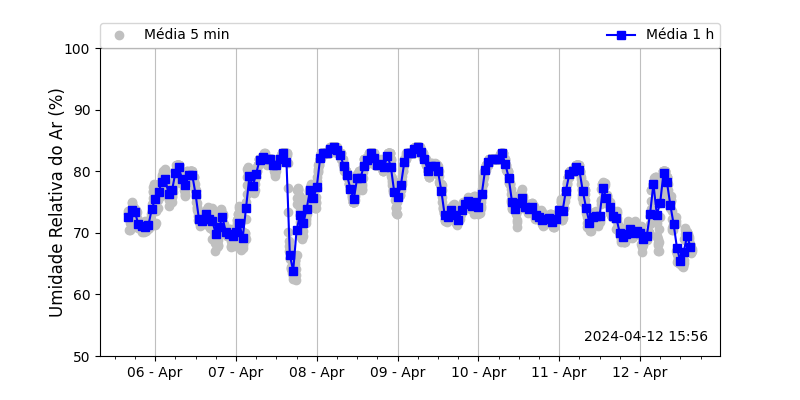 Média 5 min
Média 1 h
Umidade Relativa do Ar (%)
100
90
80
70
60
50
2024-04-12 15:56
06 - Apr
07 - Apr
08 - Apr
09 - Apr
10 - Apr
11 - Apr
12 - Apr